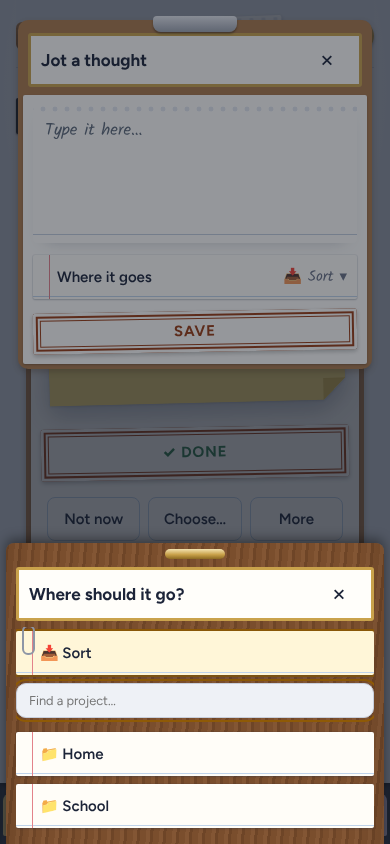 Jot a thought ×
Type it here...
Where it goes 📥 Sort ▾
SAVE
✔ DONE
Not now Choose... More
Where should it go? ×
📥 Sort
Find a project...
📁 Home
📁 School